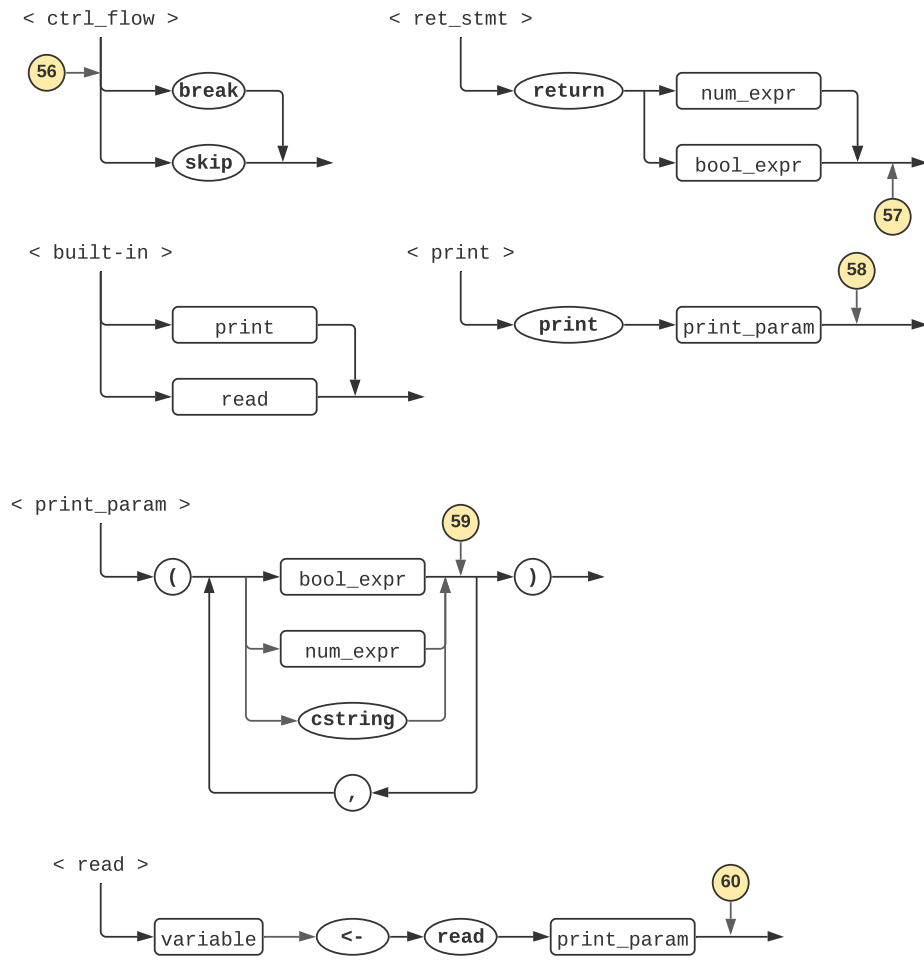 < ctrl_flow >
< ret_stmt >
56
break
return
num_expr
skip
bool_expr
57
< built-in >
< print >
58
print
print
print_param
read
< print_param >
59
(
bool_expr
)
num_expr
cstring
,
< read >
60
variable
<-
read
print_param